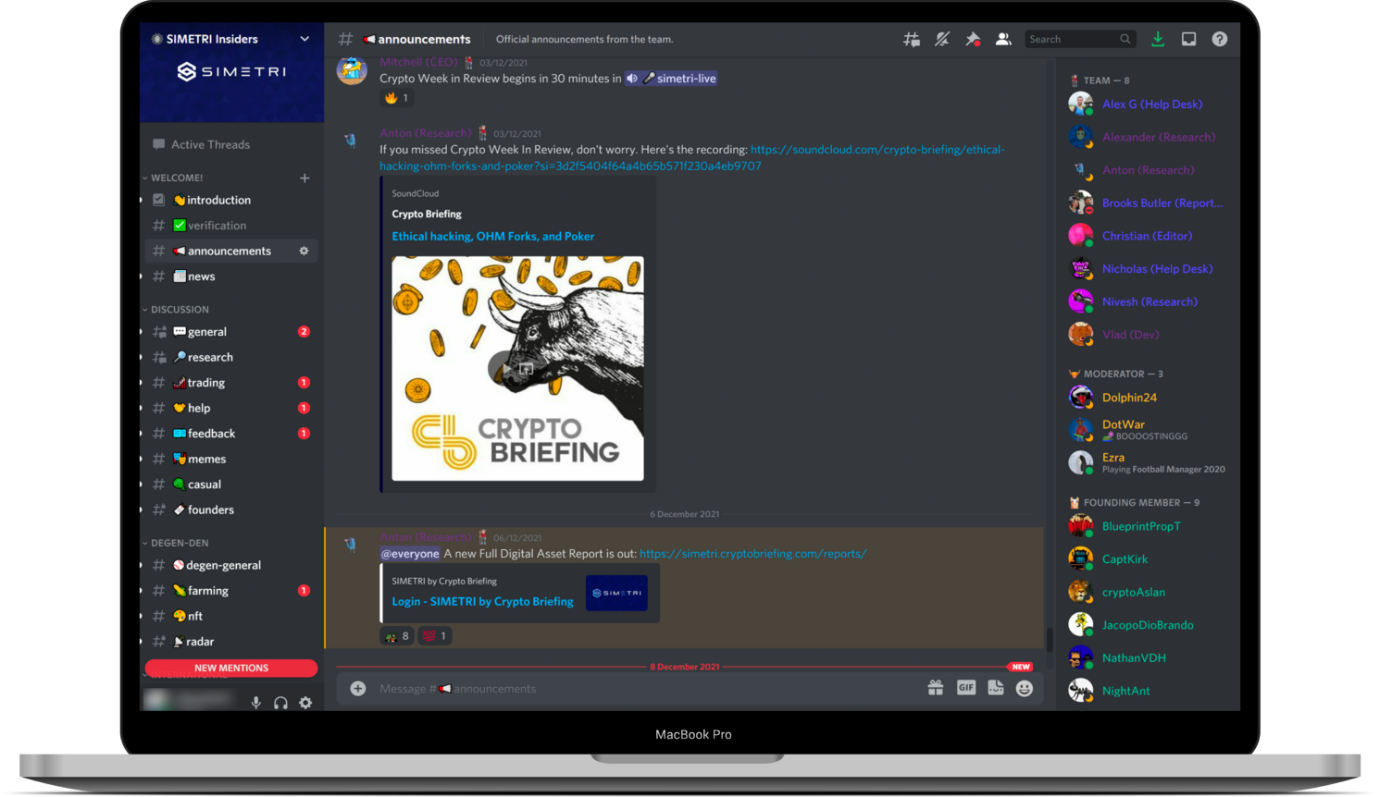 SIMETRI Insiders
SIMETRI
Active Threads
WELCOME!
introduction
verification
announcements
news
DISCUSSION
general 2
research
trading 1
help 1
feedback 1
memes
casual
founders
DEGEN-DEN
degen-general
farming 1
nft
radar
NEW MENTIONS
INTERNATIONAL
announcements
Official announcements from the team.
Search
Mitchell (CEO) 03/12/2021
Crypto Week in Review begins in 30 minutes in simetri-live
1
Anton (Research) 03/12/2021
If you missed Crypto Week In Review, don't worry. Here's the recording: https://soundcloud.com/crypto-briefing/ethical-
hacking-ohm-forks-and-poker?si=3d2f5404f64a4b65b571f230a4eb9707
SoundCloud
Crypto Briefing
Ethical hacking, OHM Forks, and Poker
CRYPTO
BRIEFING
6 December 2021
Anton (Research) 06/12/2021
@everyone A new Full Digital Asset Report is out: https://simetri.cryptobriefing.com/reports/
SIMETRI by Crypto Briefing
Login - SIMETRI by Crypto Briefing
SIMETRI
8 1
8 December 2021 NEW
Message # announcements
GIF
TEAM — 8
Alex G (Help Desk)
Alexander (Research)
Anton (Research)
Brooks Butler (Report...
Christian (Editor)
Nicholas (Help Desk)
Nivesh (Research)
Vlad (Dev)
MODERATOR — 3
Dolphin24
DotWar
BOOOOSTINGGG
Ezra
Playing Football Manager 2020
FOUNDING MEMBER — 9
BlueprintPropT
CaptKirk
cryptoAslan
JacopoDioBrando
NathanVDH
NightAnt
MacBook Pro